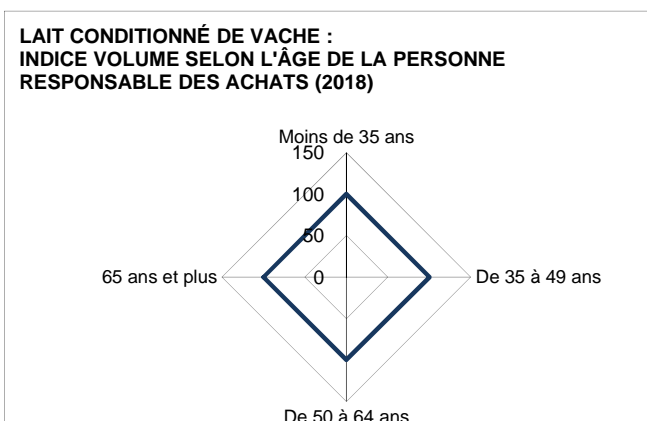 LAIT CONDITIONNÉ DE VACHE :
INDICE VOLUME SELON L'ÂGE DE LA PERSONNE
RESPONSABLE DES ACHATS (2018)
Moins de 35 ans
150
100
50
0
65 ans et plus
De 35 à 49 ans
De 50 à 64 ans